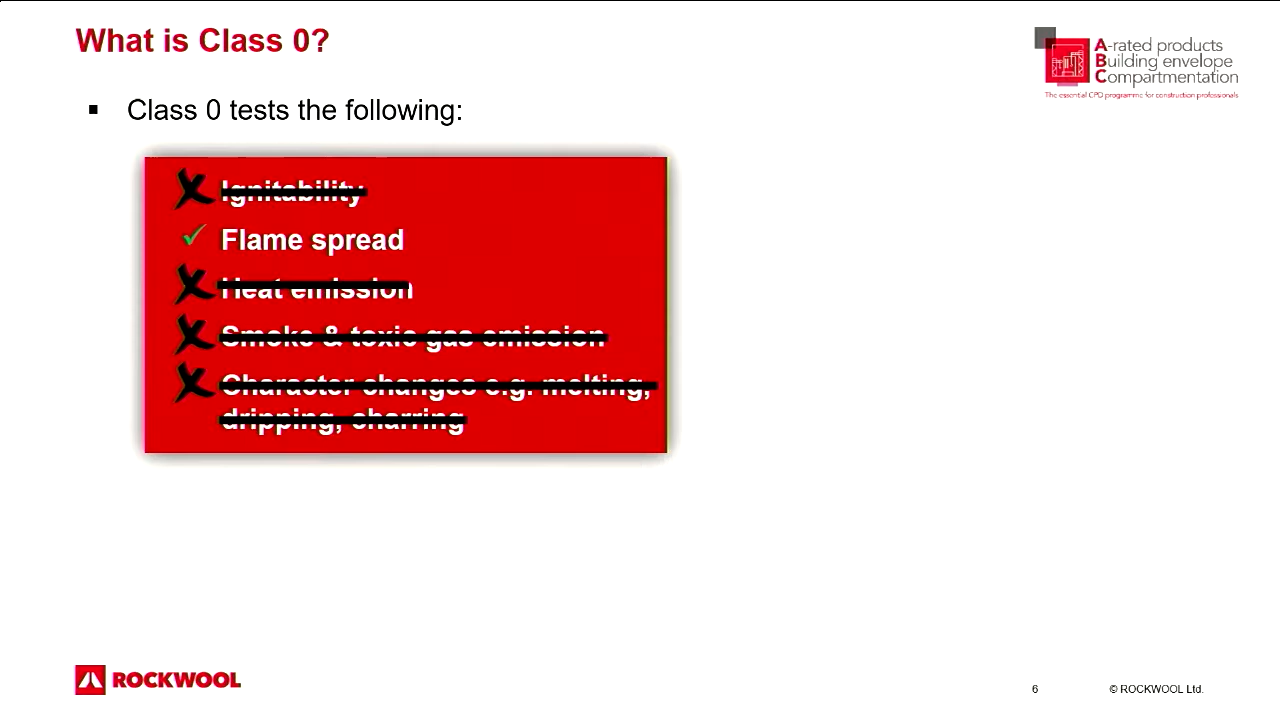 What is Class 0?
A-rated products
Building envelope
Compartmentation
The essential CPD programme for construction professionals
Class 0 tests the following:
Ignitability
Flame spread
Heat emission
Smoke & toxic gas emission
Character changes e.g. melting,
dripping, charring
ROCKWOOL
6
© ROCKWOOL Ltd.